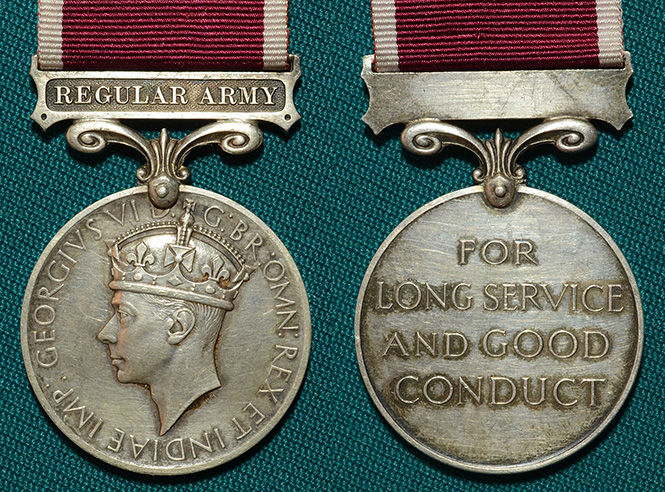 REGULAR ARMY
GEORGIVS VI D: G: BR: OMN: REX ET INDIAE IMP:
FOR
LONG SERVICE
AND GOOD
CONDUCT